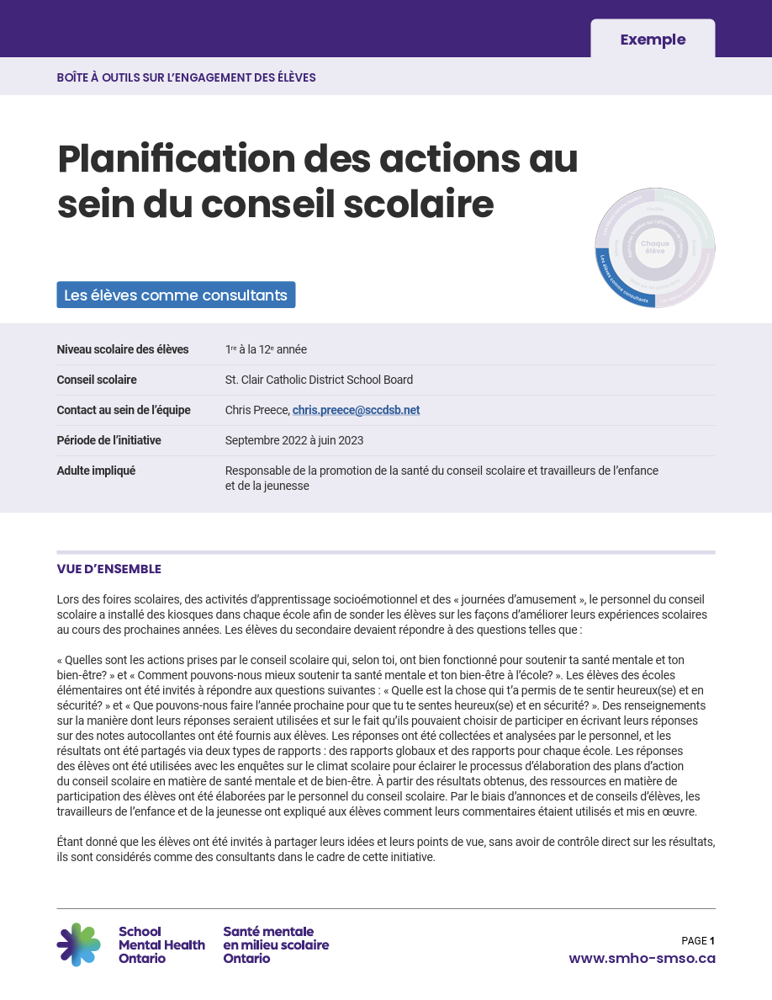 Exemple
BOÎTE À OUTILS SUR L’ENGAGEMENT DES ÉLÈVES
Planification des actions au
sein du conseil scolaire
Chaque
élève
Les élèves comme consultants
Les élèves comme consultants
Niveau scolaire des élèves 1re à la 12e année
Conseil scolaire St. Clair Catholic District School Board
Contact au sein de l’équipe Chris Preece, chris.preece@sccdsb.net
Période de l’initiative Septembre 2022 à juin 2023
Adulte impliqué Responsable de la promotion de la santé du conseil scolaire et travailleurs de l’enfance
et de la jeunesse
VUE D’ENSEMBLE
Lors des foires scolaires, des activités d’apprentissage socioémotionnel et des « journées d’amusement », le personnel du conseil
scolaire a installé des kiosques dans chaque école afin de sonder les élèves sur les façons d’améliorer leurs expériences scolaires
au cours des prochaines années. Les élèves du secondaire devaient répondre à des questions telles que :
« Quelles sont les actions prises par le conseil scolaire qui, selon toi, ont bien fonctionné pour soutenir ta santé mentale et ton
bien-être? » et « Comment pouvons-nous mieux soutenir ta santé mentale et ton bien-être à l’école? ». Les élèves des écoles
élémentaires ont été invités à répondre aux questions suivantes : « Quelle est la chose qui t’a permis de te sentir heureux(se) et en
sécurité? » et « Que pouvons-nous faire l’année prochaine pour que tu te sentes heureux(se) et en sécurité? ». Des renseignements
sur la manière dont leurs réponses seraient utilisées et sur le fait qu’ils pouvaient choisir de participer en écrivant leurs réponses
sur des notes autocollantes ont été fournis aux élèves. Les réponses ont été collectées et analysées par le personnel, et les
résultats ont été partagés via deux types de rapports : des rapports globaux et des rapports pour chaque école. Les réponses
des élèves ont été utilisées avec les enquêtes sur le climat scolaire pour éclairer le processus d’élaboration des plans d’action
du conseil scolaire en matière de santé mentale et de bien-être. À partir des résultats obtenus, des ressources en matière de
participation des élèves ont été élaborées par le personnel du conseil scolaire. Par le biais d’annonces et de conseils d’élèves, les
travailleurs de l’enfance et de la jeunesse ont expliqué aux élèves comment leurs commentaires étaient utilisés et mis en œuvre.
Étant donné que les élèves ont été invités à partager leurs idées et leurs points de vue, sans avoir de contrôle direct sur les résultats,
ils sont considérés comme des consultants dans le cadre de cette initiative.
School
Mental Health
Ontario
Santé mentale
en milieu scolaire
Ontario
PAGE 1
www.smho-smso.ca